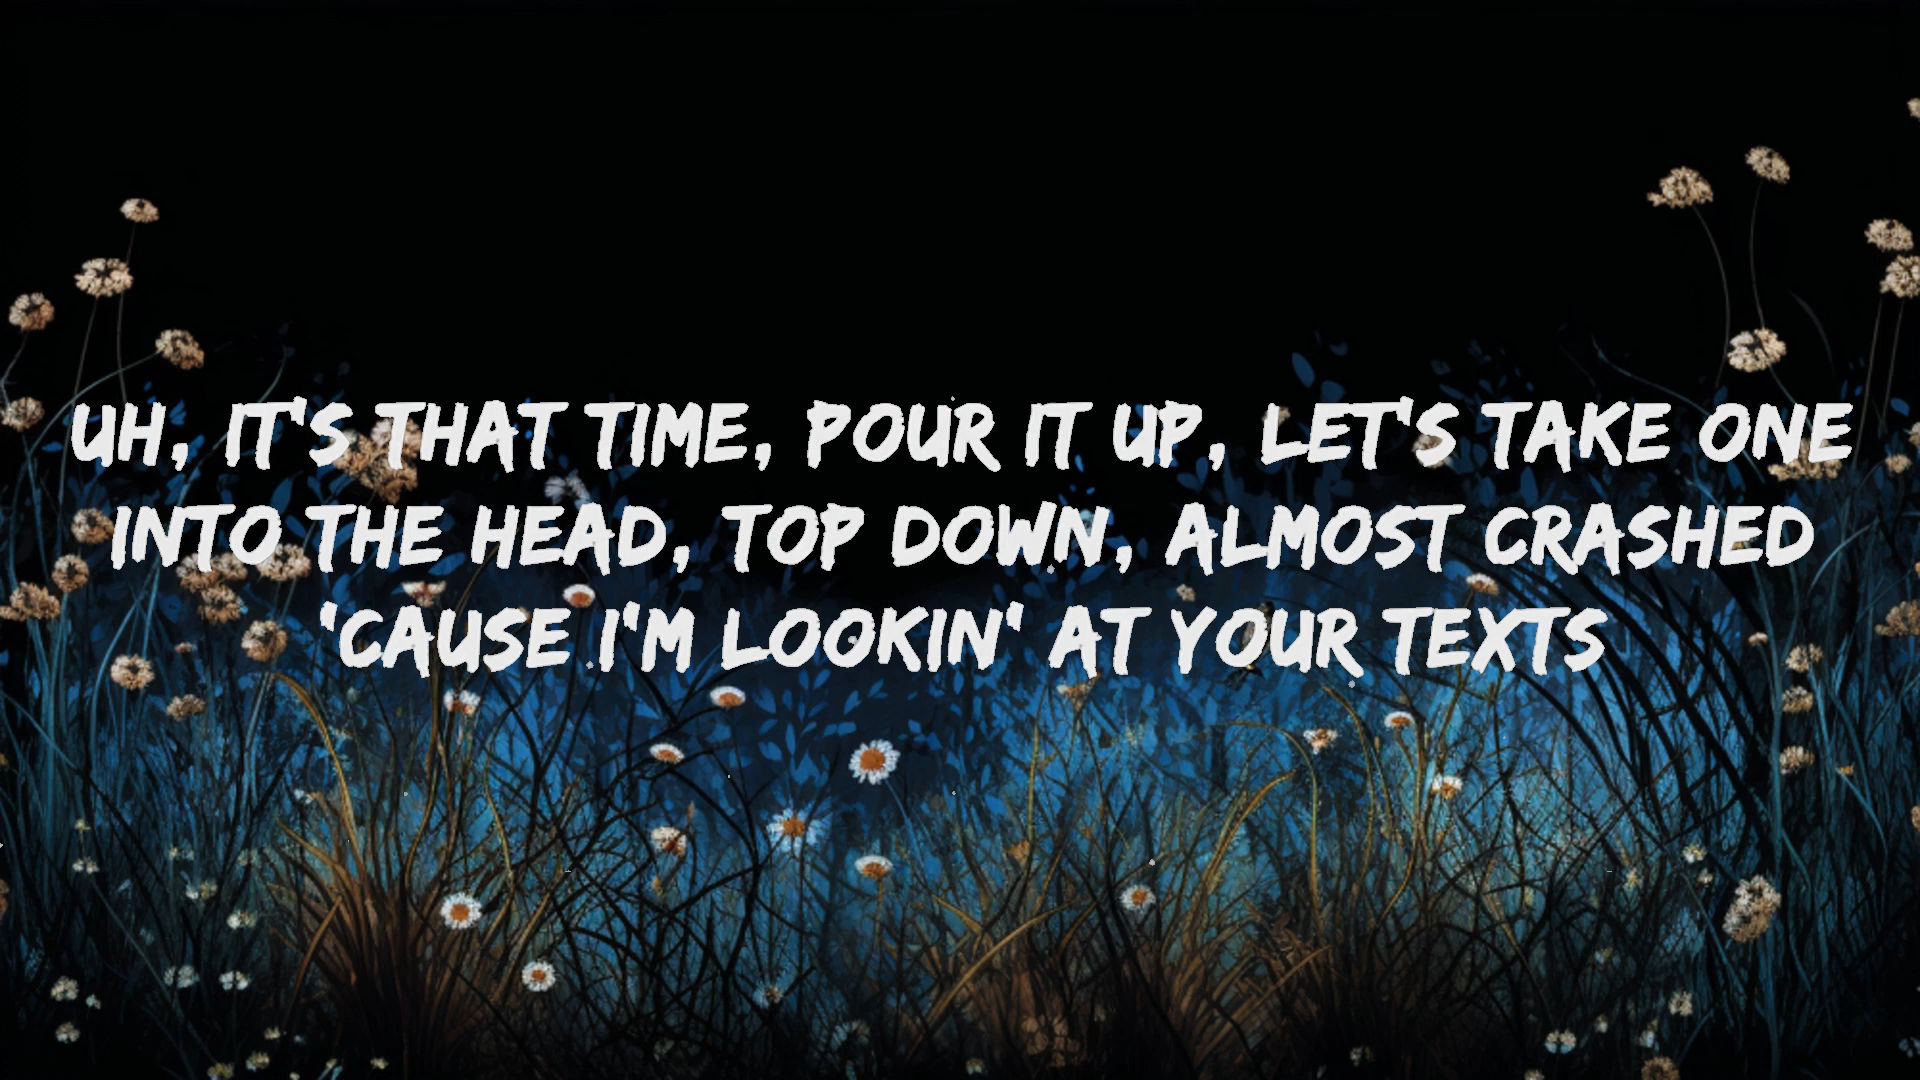 UH, IT'S THAT TIME, POUR IT UP, LET'S TAKE ONE
INTO THE HEAD, TOP DOWN, ALMOST CRASHED
'CAUSE I'M LOOKIN' AT YOUR TEXTS